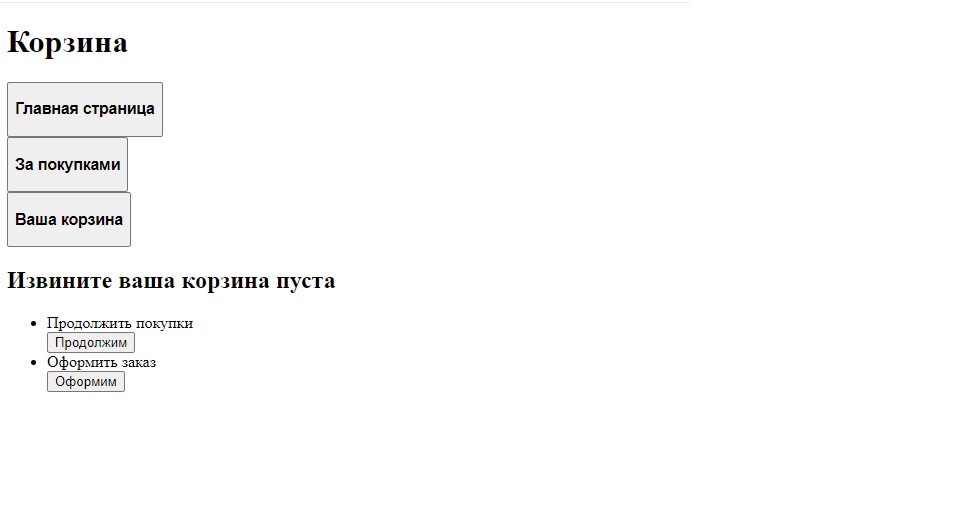 Корзина
Главная страница
За покупками
Ваша корзина
Извините ваша корзина пуста
Продолжить покупки
Продолжим
Оформить заказ
Оформим